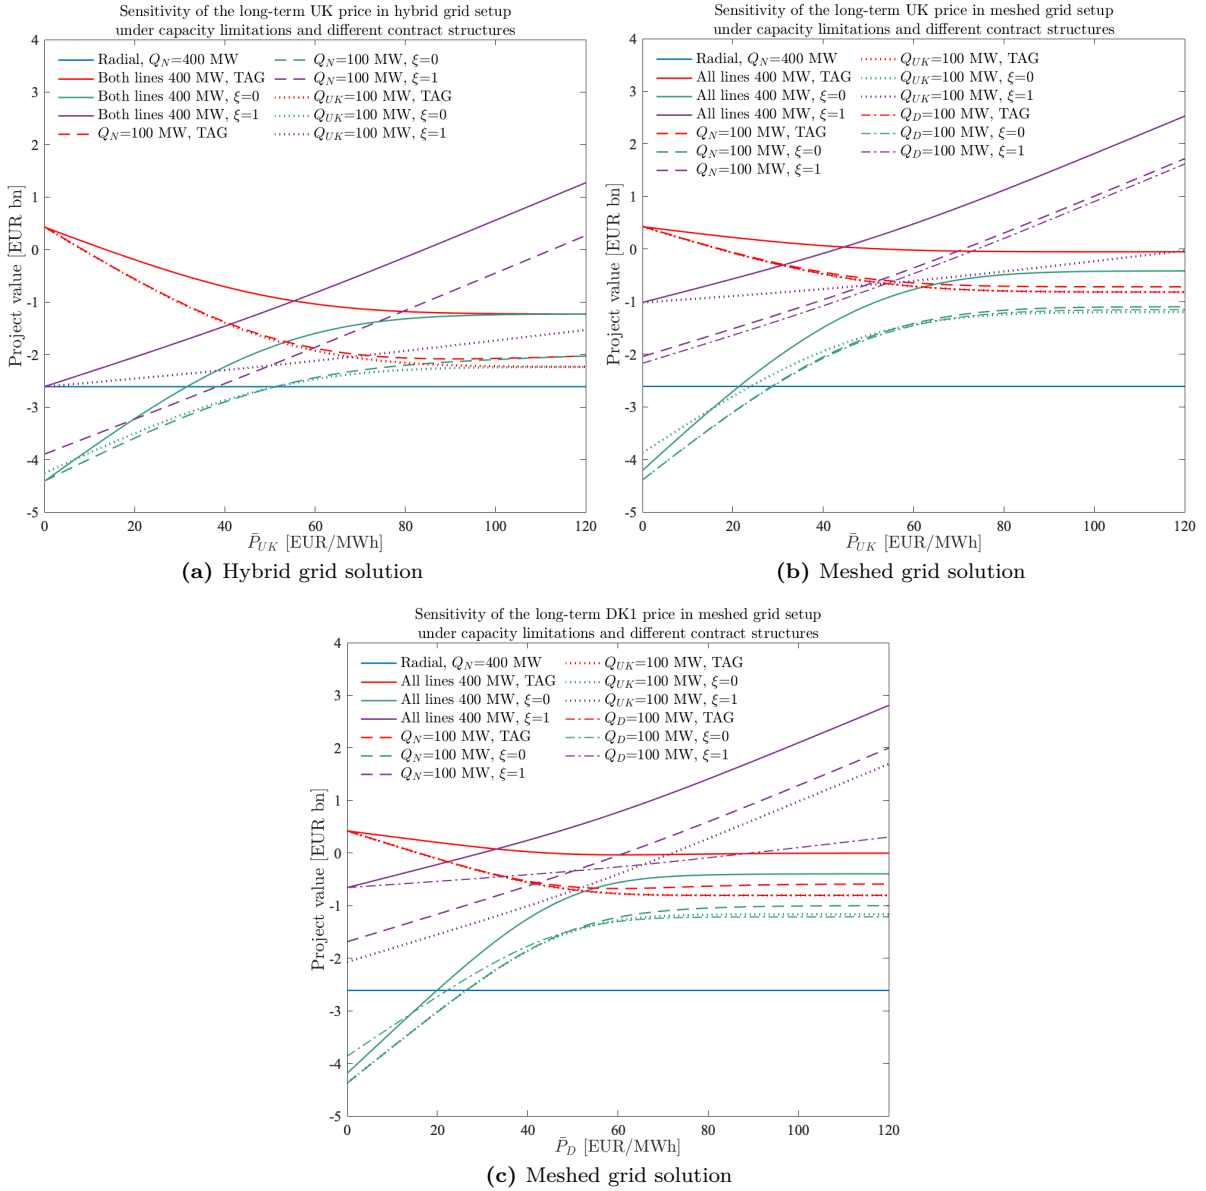 Sensitivity of the long-term UK price in hybrid grid setup
under capacity limitations and different contract structures
4
3
2
1
0
-1
-2
-3
-4
-5
Project value [EUR bn]
Radial, Q_N=400 MW
Both lines 400 MW, TAG
Both lines 400 MW, ξ=0
Both lines 400 MW, ξ=1
Q_N=100 MW, TAG
Q_N=100 MW, ξ=0
Q_N=100 MW, ξ=1
Q_UK=100 MW, TAG
Q_UK=100 MW, ξ=0
Q_UK=100 MW, ξ=1
0 20 40 60 80 100 120
P̄_UK [EUR/MWh]
(a) Hybrid grid solution
Sensitivity of the long-term UK price in meshed grid setup
under capacity limitations and different contract structures
4
3
2
1
0
-1
-2
-3
-4
-5
Project value [EUR bn]
Radial, Q_N=400 MW
All lines 400 MW, TAG
All lines 400 MW, ξ=0
All lines 400 MW, ξ=1
Q_N=100 MW, TAG
Q_N=100 MW, ξ=0
Q_N=100 MW, ξ=1
Q_UK=100 MW, TAG
Q_UK=100 MW, ξ=0
Q_UK=100 MW, ξ=1
Q_D=100 MW, TAG
Q_D=100 MW, ξ=0
Q_D=100 MW, ξ=1
0 20 40 60 80 100 120
P̄_UK [EUR/MWh]
(b) Meshed grid solution
Sensitivity of the long-term DK1 price in meshed grid setup
under capacity limitations and different contract structures
4
3
2
1
0
-1
-2
-3
-4
-5
Project value [EUR bn]
Radial, Q_N=400 MW
All lines 400 MW, TAG
All lines 400 MW, ξ=0
All lines 400 MW, ξ=1
Q_N=100 MW, TAG
Q_N=100 MW, ξ=0
Q_N=100 MW, ξ=1
Q_UK=100 MW, TAG
Q_UK=100 MW, ξ=0
Q_UK=100 MW, ξ=1
Q_D=100 MW, TAG
Q_D=100 MW, ξ=0
Q_D=100 MW, ξ=1
0 20 40 60 80 100 120
P̄_D [EUR/MWh]
(c) Meshed grid solution